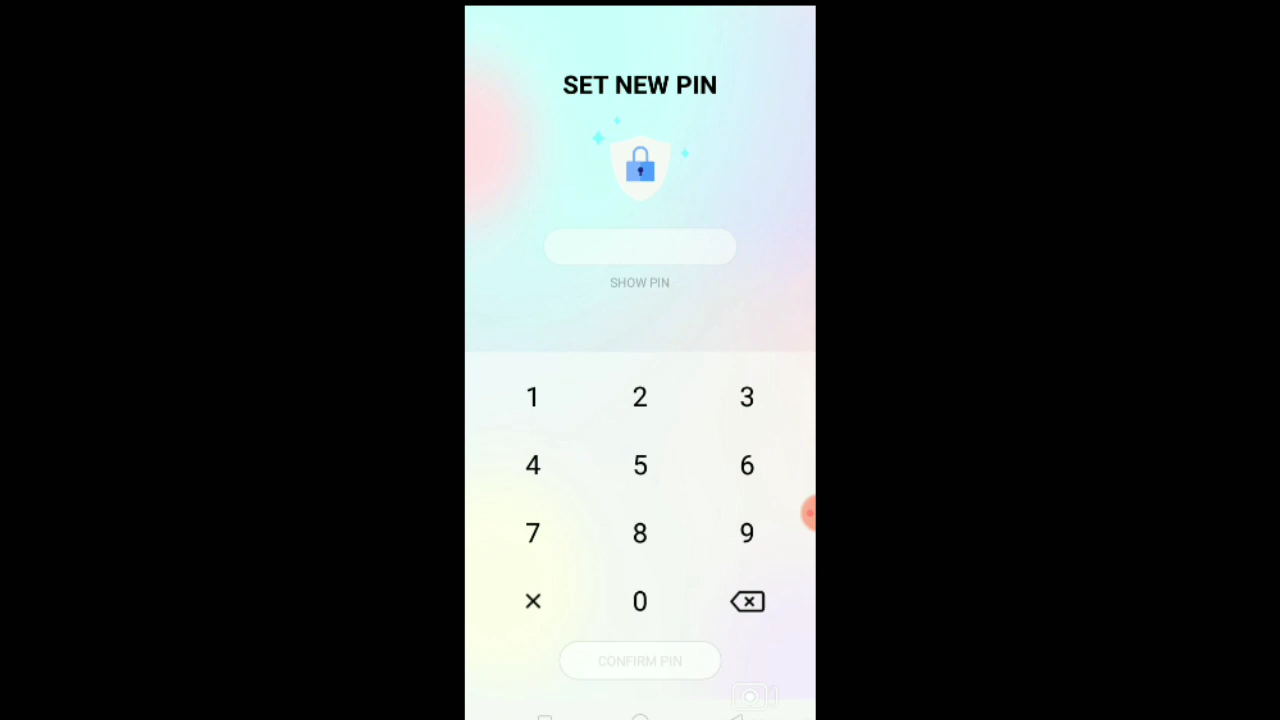 SET NEW PIN
SHOW PIN
1 2 3
4 5 6
7 8 9
× 0
CONFIRM PIN